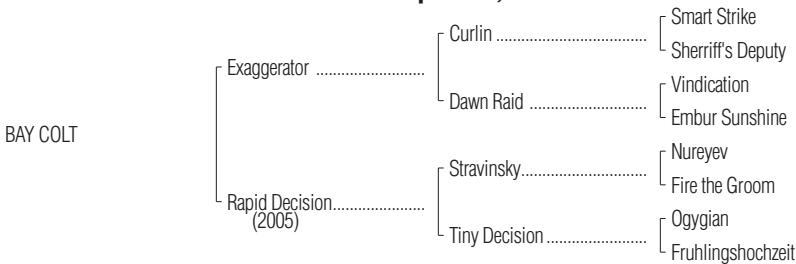 Smart Strike
Curlin ................................................
Sherriff's Deputy
Exaggerator ...........................
Vindication
Dawn Raid .....................................
Embur Sunshine
BAY COLT
Nureyev
Stravinsky........................................
Fire the Groom
Rapid Decision.......................
(2005)
Ogygian
Tiny Decision ................................
Fruhlingshochzeit